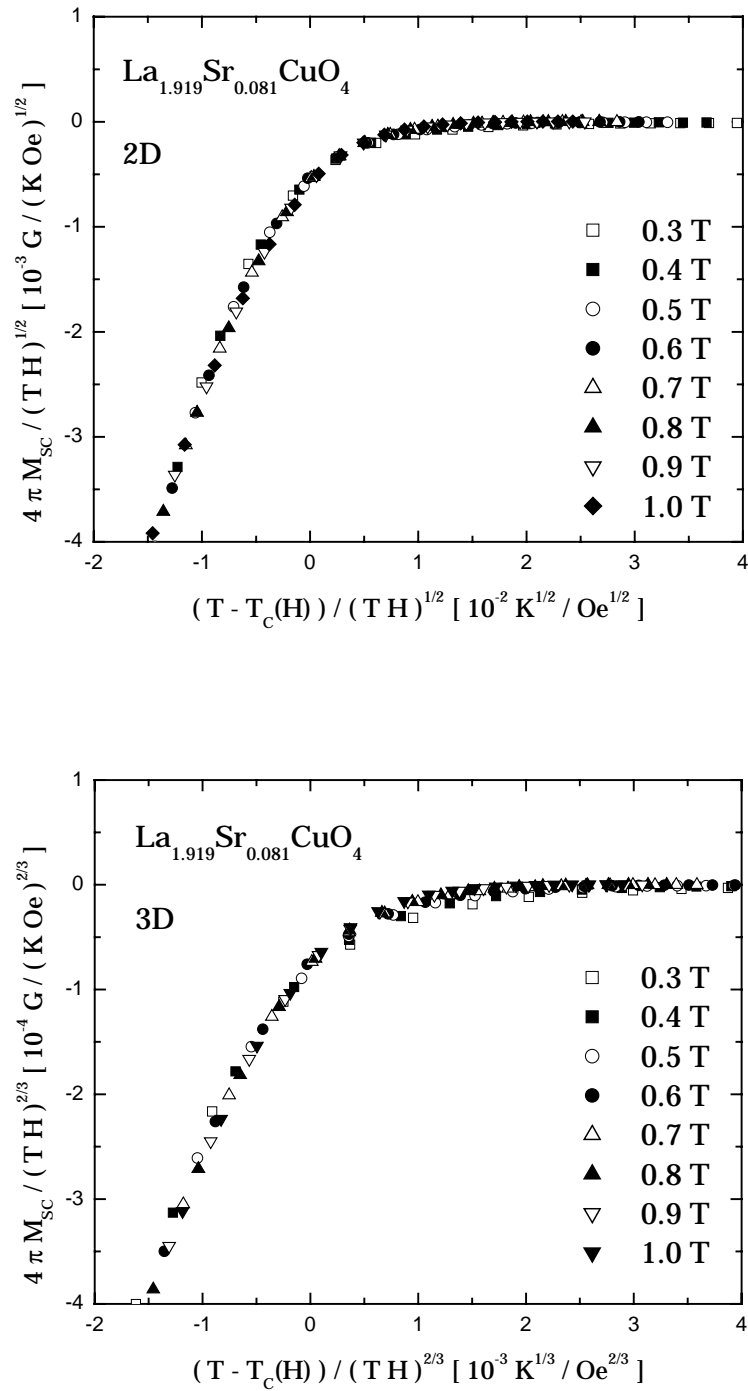 1
0
-1
-2
-3
-4
-2
-1
0
1
2
3
4
La1.919Sr0.081CuO4
2D
0.3 T
0.4 T
0.5 T
0.6 T
0.7 T
0.8 T
0.9 T
1.0 T
4 π MSC / (T H)1/2 [ 10-3 G / (K Oe)1/2 ]
( T - TC(H) ) / ( T H )1/2 [ 10-2 K1/2 / Oe1/2 ]
1
0
-1
-2
-3
-4
-2
-1
0
1
2
3
4
La1.919Sr0.081CuO4
3D
0.3 T
0.4 T
0.5 T
0.6 T
0.7 T
0.8 T
0.9 T
1.0 T
4 π MSC / (T H)2/3 [ 10-4 G / (K Oe)2/3 ]
( T - TC(H) ) / ( T H )2/3 [ 10-3 K1/3 / Oe2/3 ]